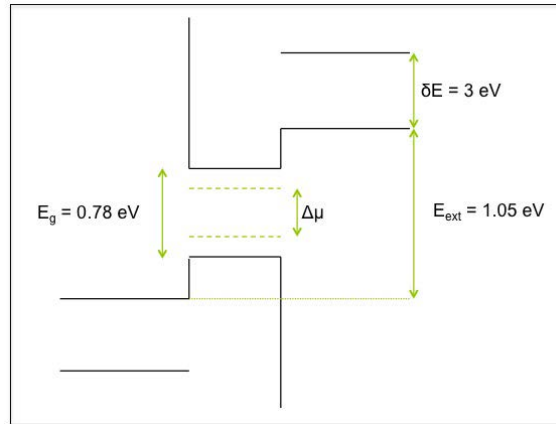 δE = 3 eV
E_g = 0.78 eV
Δμ
E_ext = 1.05 eV